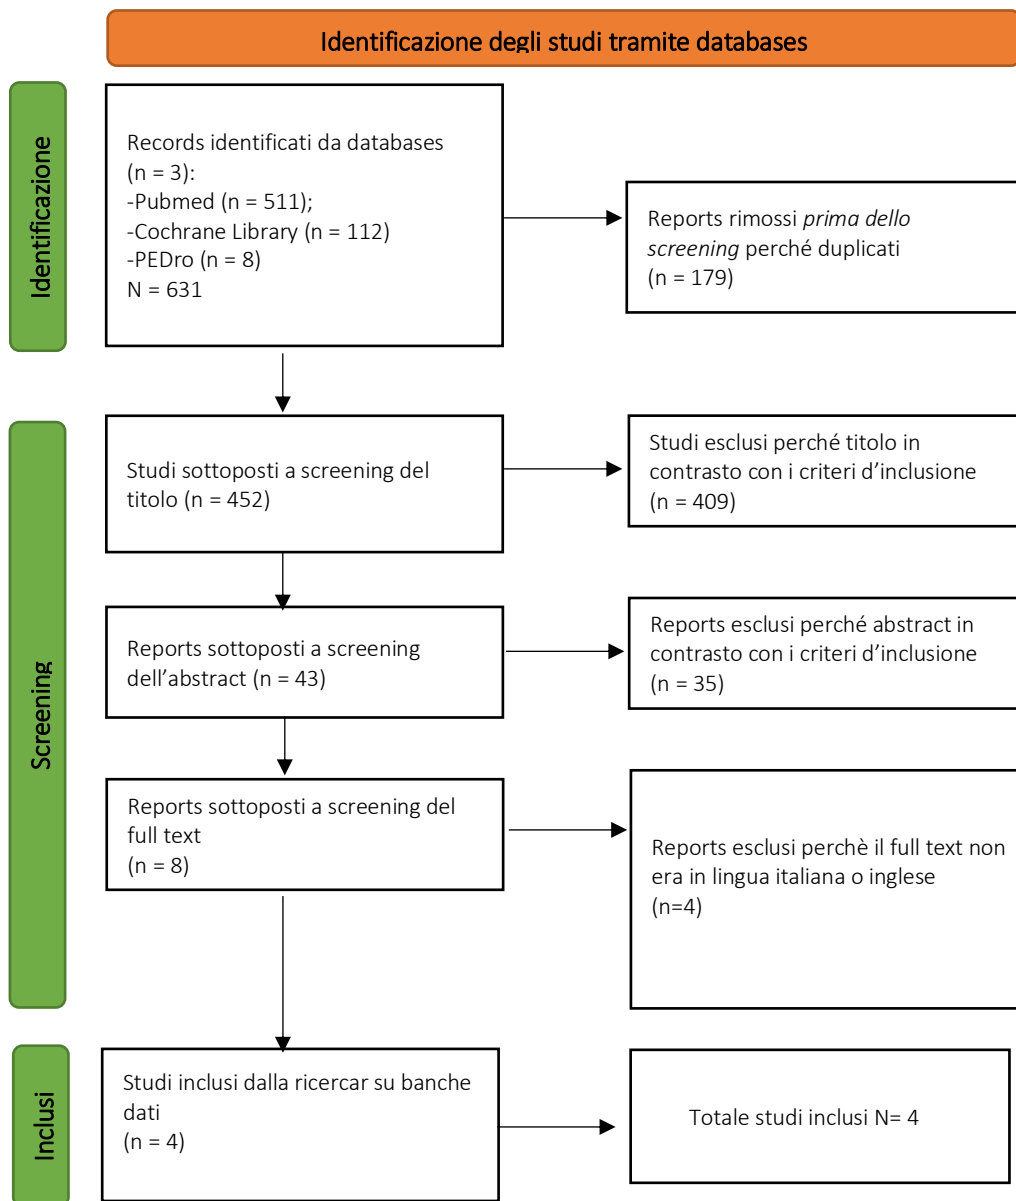 Identificazione degli studi tramite databases
Identificazione
Records identificati da databases
(n = 3):
-Pubmed (n = 511);
-Cochrane Library (n = 112)
-PEDro (n = 8)
N = 631
Reports rimossi prima dello
screening perché duplicati
(n = 179)
Screening
Studi sottoposti a screening del
titolo (n = 452)
Studi esclusi perché titolo in
contrasto con i criteri d’inclusione
(n = 409)
Reports sottoposti a screening
dell’abstract (n = 43)
Reports esclusi perché abstract in
contrasto con i criteri d’inclusione
(n = 35)
Reports sottoposti a screening del
full text
(n = 8)
Reports esclusi perchè il full text non
era in lingua italiana o inglese
(n=4)
Inclusi
Studi inclusi dalla ricercar su banche
dati
(n = 4)
Totale studi inclusi N= 4